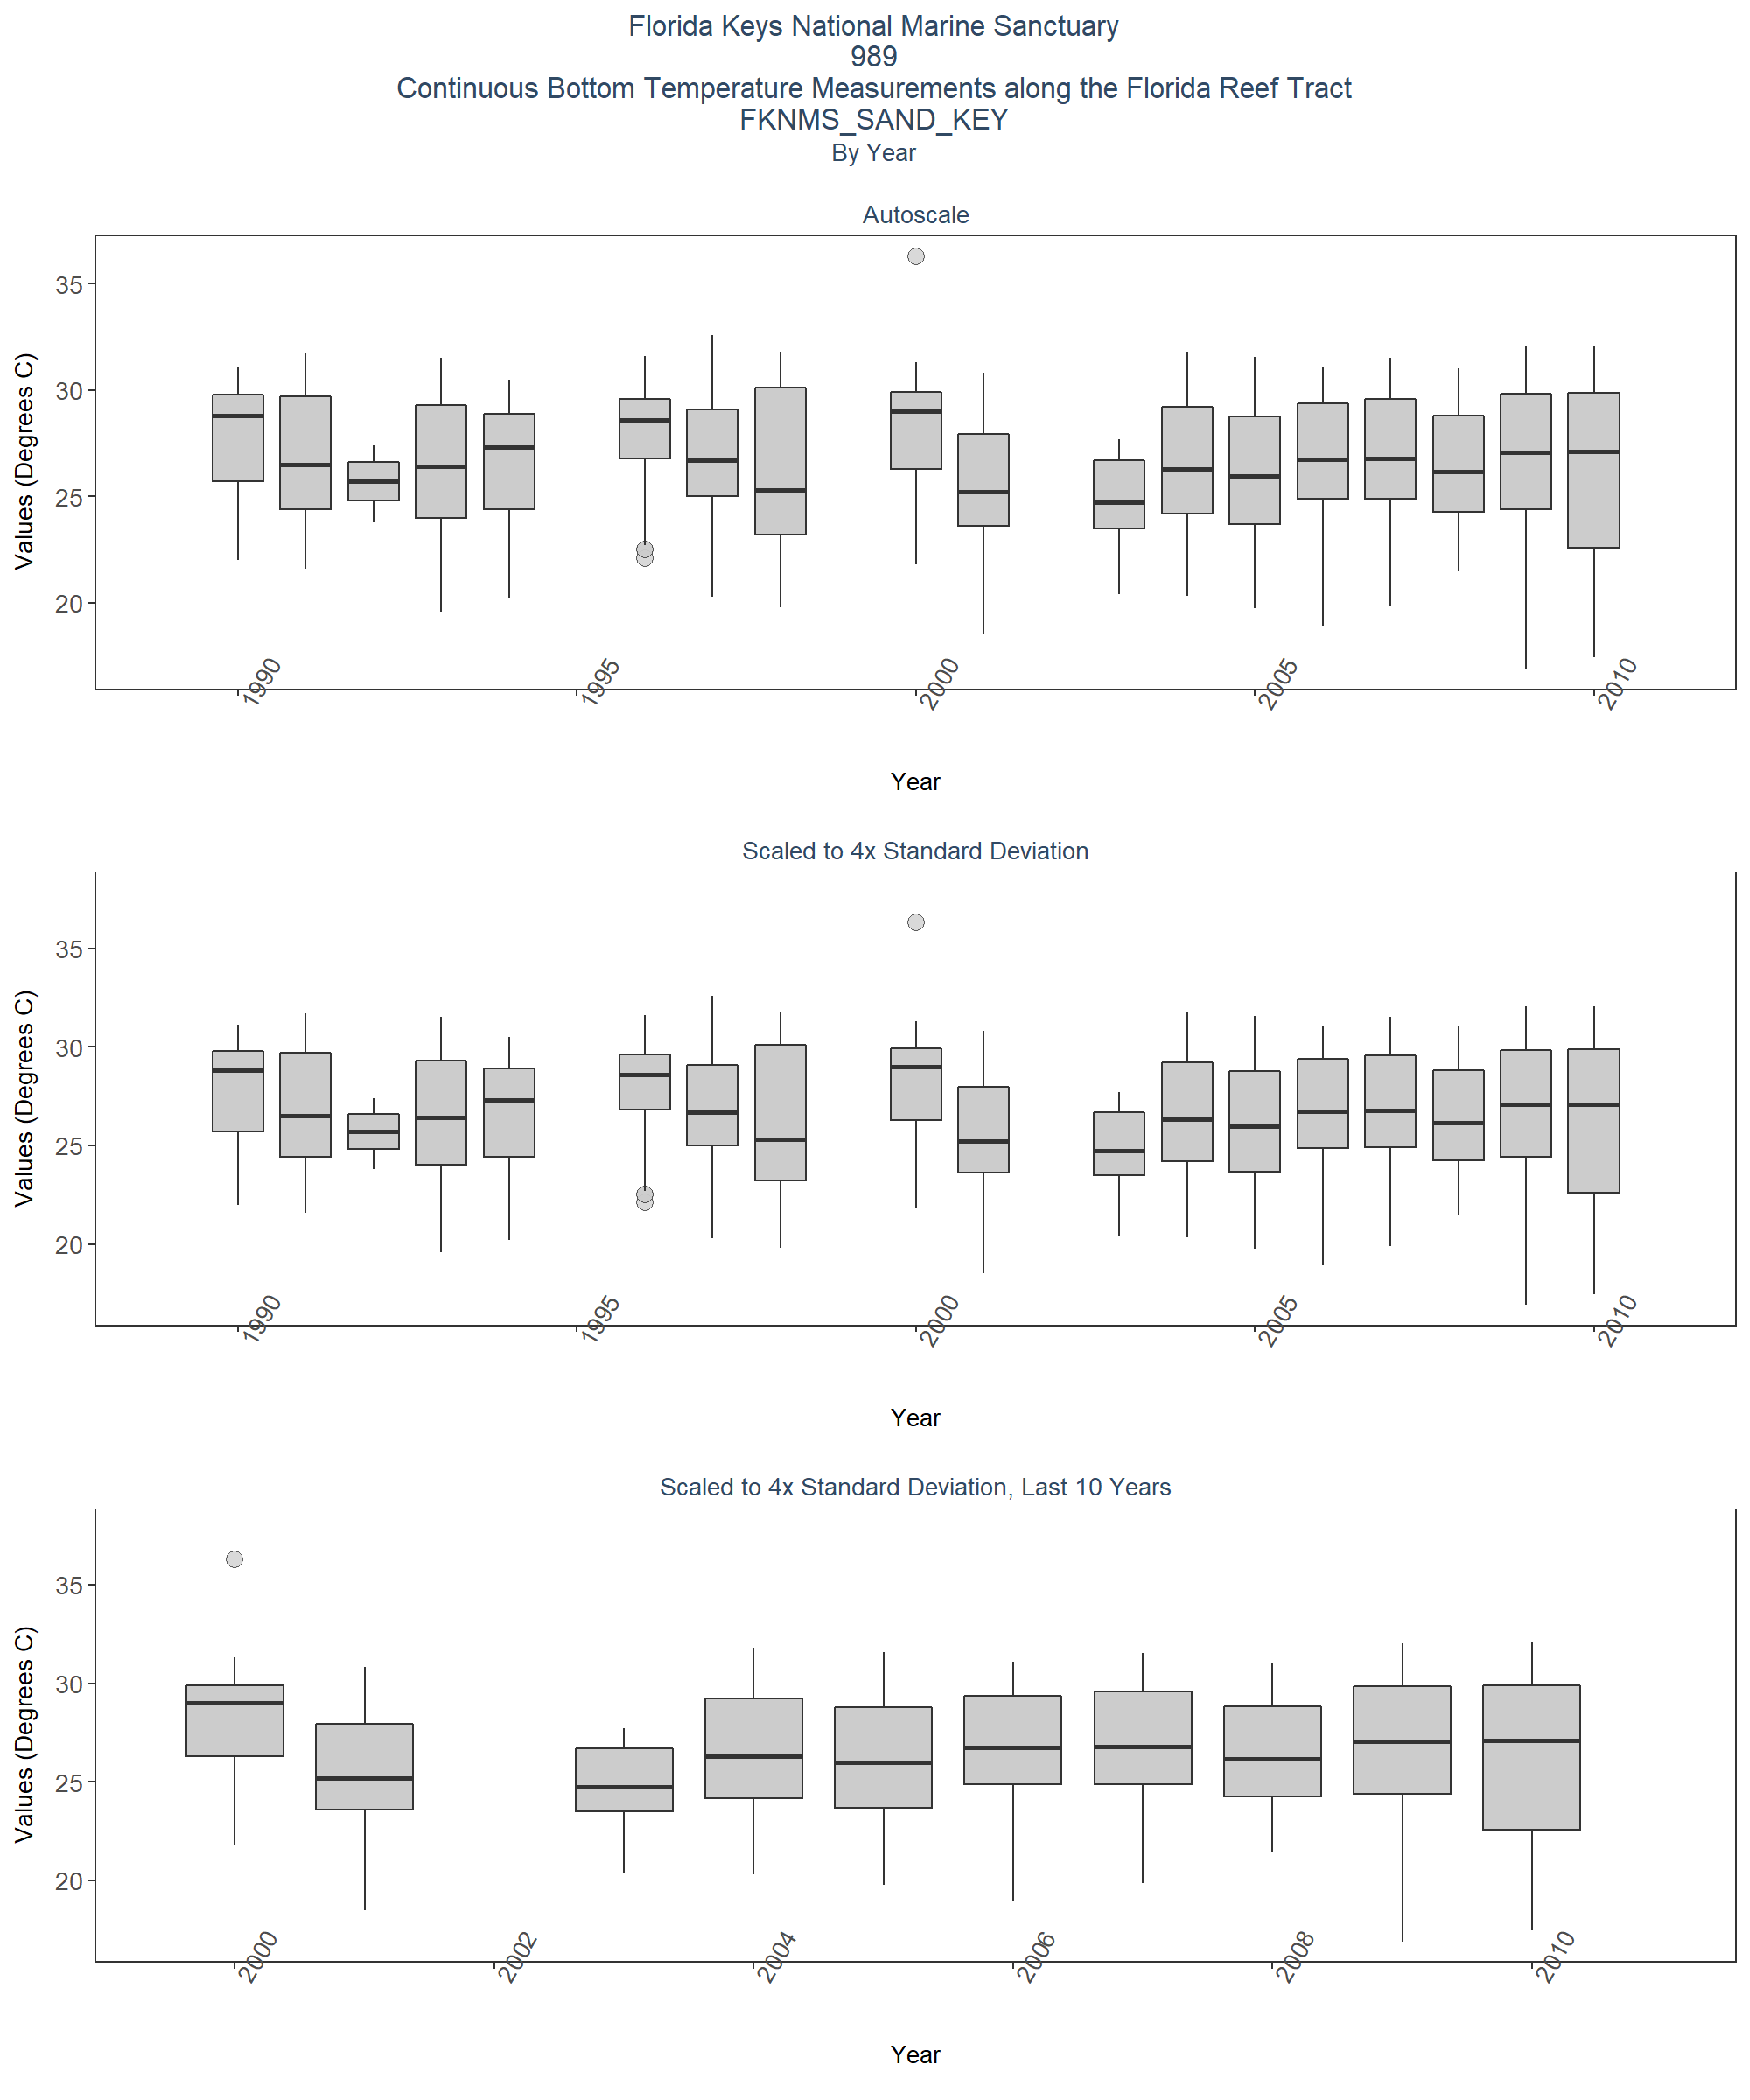 Florida Keys National Marine Sanctuary
989
Continuous Bottom Temperature Measurements along the Florida Reef Tract
FKNMS_SAND_KEY
By Year
Autoscale
Values (Degrees C)
35
30
25
20
1990
1995
2000
2005
2010
Year
Scaled to 4x Standard Deviation
Values (Degrees C)
35
30
25
20
1990
1995
2000
2005
2010
Year
Scaled to 4x Standard Deviation, Last 10 Years
Values (Degrees C)
35
30
25
20
2000
2002
2004
2006
2008
2010
Year